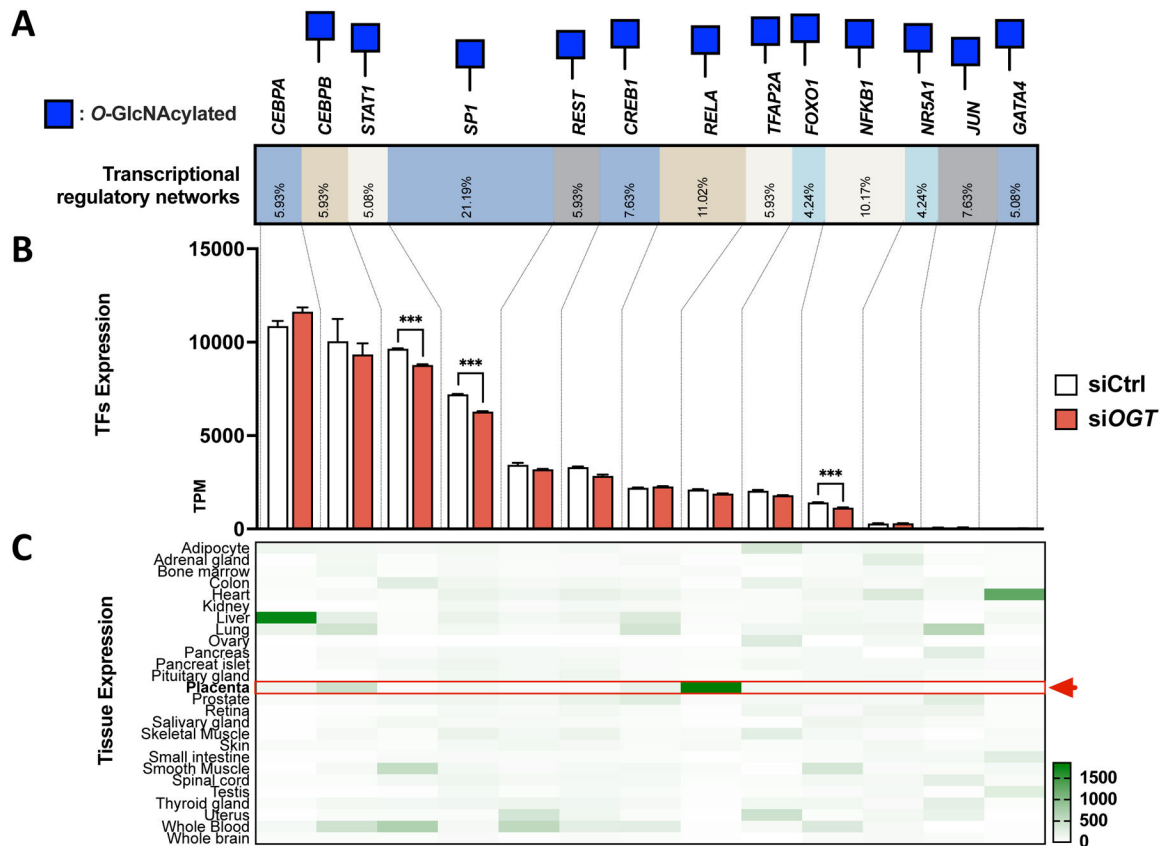 A
CEBPA
CEBPB
STAT1
SP1
REST
CREB1
RELA
TFAP2A
FOXO1
NFKB1
NR5A1
JUN
GATA4
: O-GlcNAcylated
Transcriptional
regulatory networks
5.93%
5.93%
5.08%
21.19%
5.93%
7.63%
11.02%
5.93%
4.24%
10.17%
4.24%
7.63%
5.08%
B
TFs Expression
TPM
15000
10000
5000
0
***
***
***
siCtrl
siOGT
C
Tissue Expression
Adipocyte
Adrenal gland
Bone marrow
Colon
Heart
Kidney
Liver
Lung
Ovary
Pancreas
Pancreat islet
Pituitary gland
Placenta
Prostate
Retina
Salivary gland
Skeletal Muscle
Skin
Small intestine
Smooth Muscle
Spinal cord
Testis
Thyroid gland
Uterus
Whole Blood
Whole brain
1500
1000
500
0